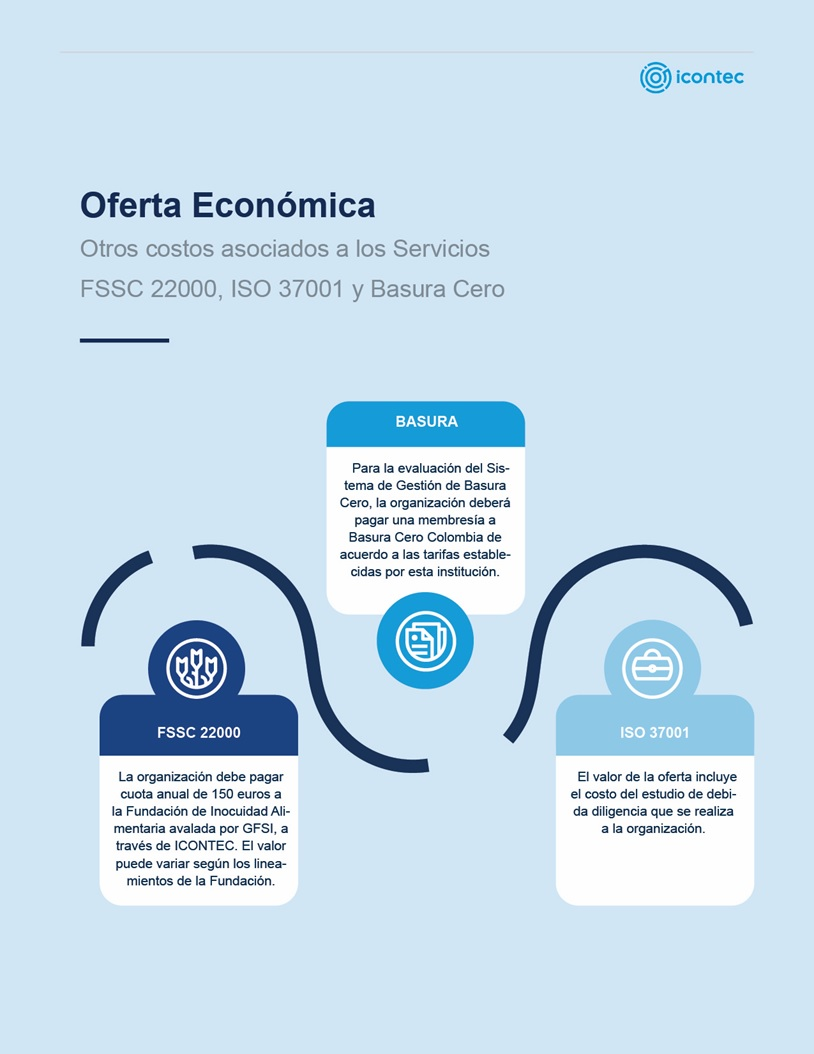 icontec
Oferta Económica
Otros costos asociados a los Servicios
FSSC 22000, ISO 37001 y Basura Cero
BASURA
Para la evaluación del Sis-
tema de Gestión de Basura
Cero, la organización deberá
pagar una membresía a
Basura Cero Colombia de
acuerdo a las tarifas estable-
cidas por esta institución.
FSSC 22000
La organización debe pagar
cuota anual de 150 euros a
la Fundación de Inocuidad Ali-
mentaria avalada por GFSI, a
través de ICONTEC. El valor
puede variar según los linea-
mientos de la Fundación.
ISO 37001
El valor de la oferta incluye
el costo del estudio de debi-
da diligencia que se realiza
a la organización.